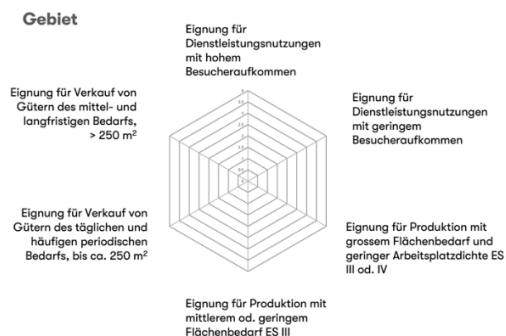 Gebiet
Eignung für
Dienstleistungsnutzungen
mit hohem
Besucheraufkommen
Eignung für Verkauf von
Gütern des mittel- und
langfristigen Bedarfs,
> 250 m²
Eignung für
Dienstleistungsnutzungen
mit geringem
Besucheraufkommen
Eignung für Verkauf von
Gütern des täglichen und
häufigen periodischen
Bedarfs, bis ca. 250 m²
Eignung für Produktion mit
grossem Flächenbedarf und
geringer Arbeitsplatzdichte ES
III od. IV
Eignung für Produktion mit
mittlerem od. geringem
Flächenbedarf ES III